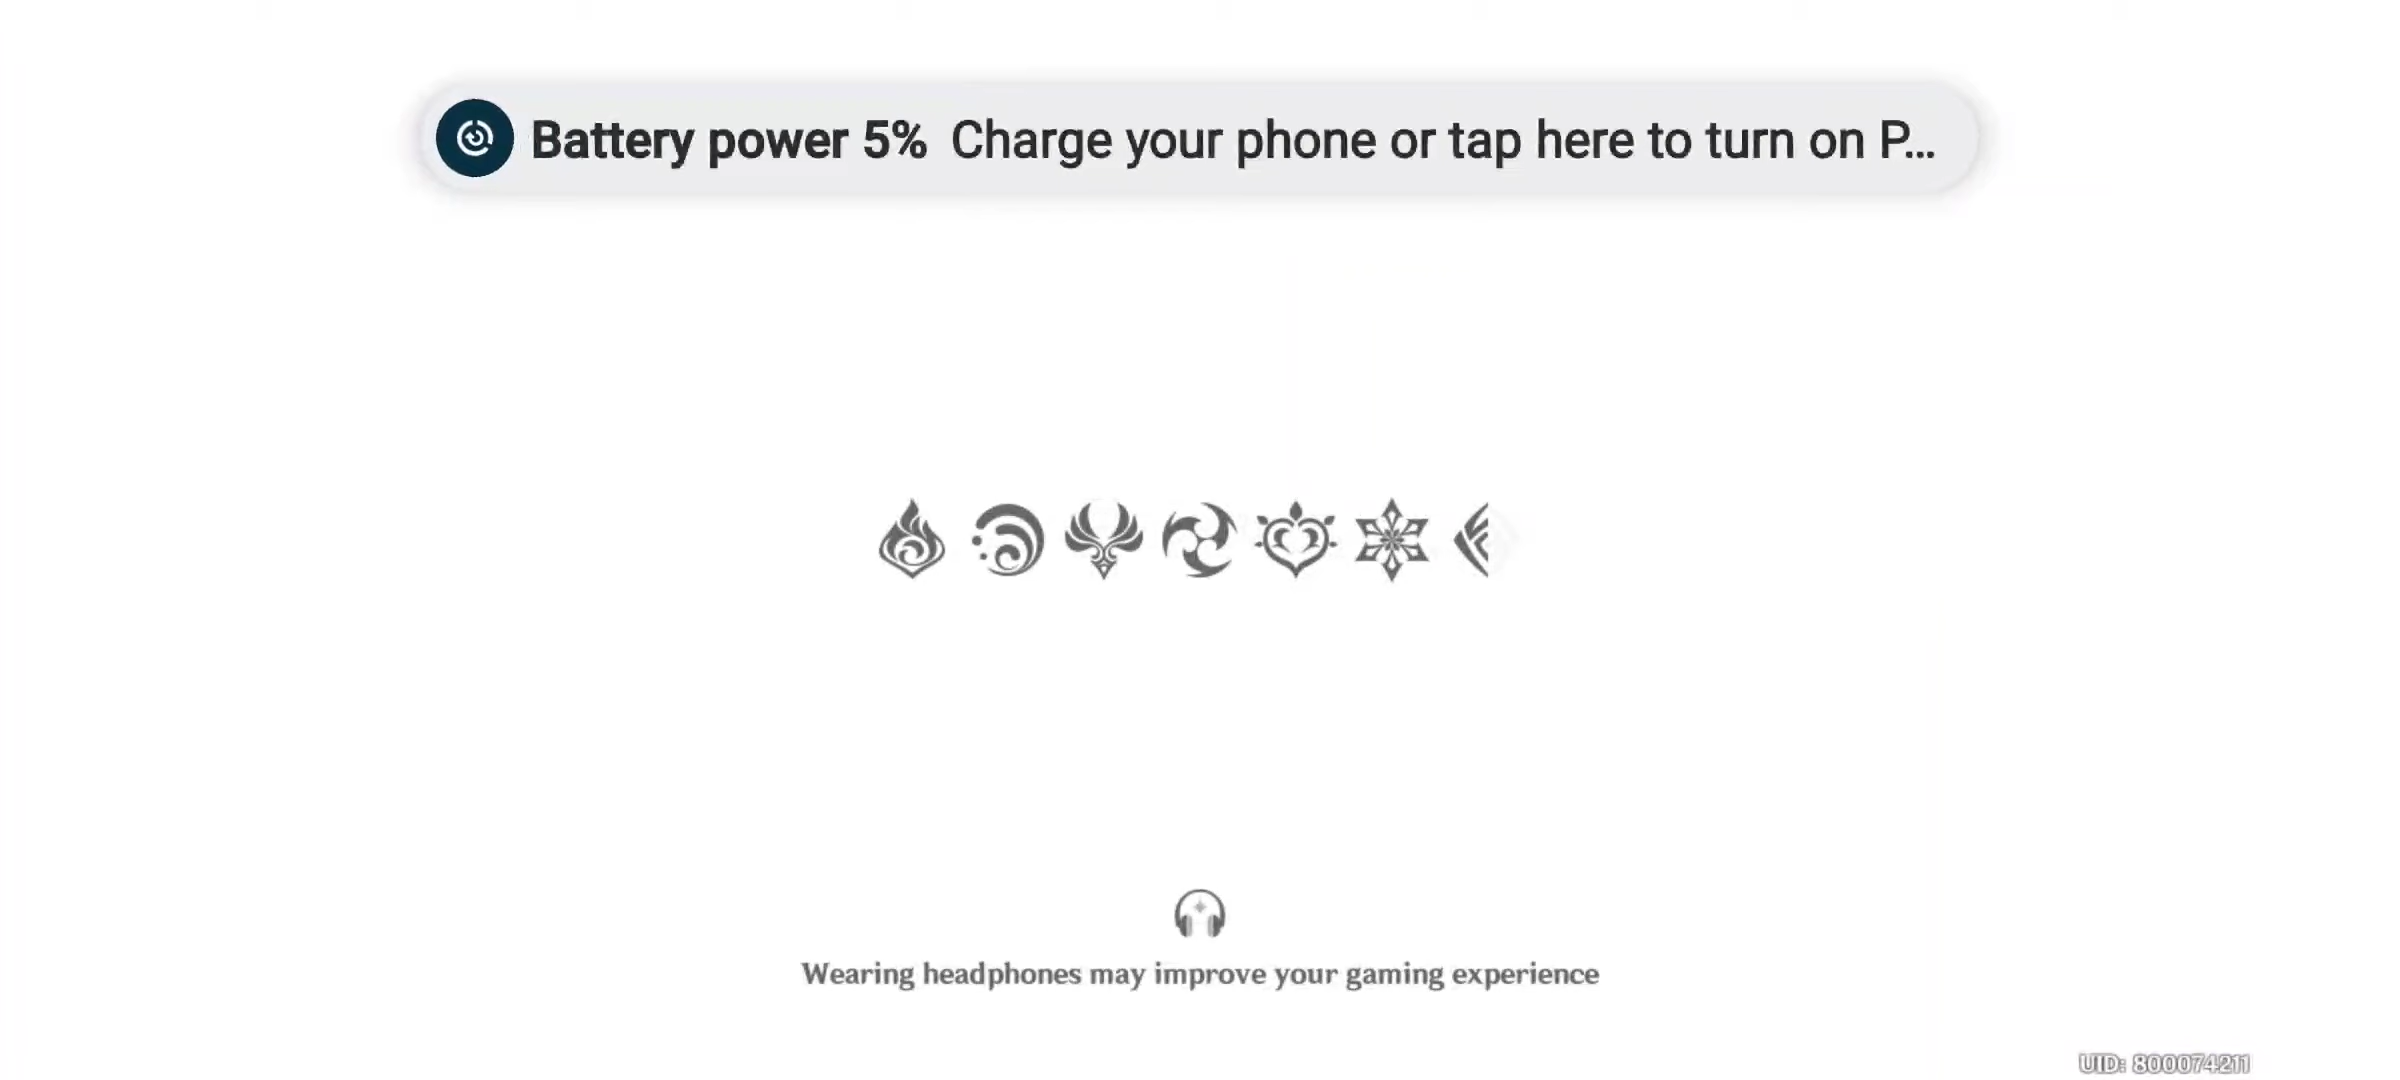 Battery power 5% Charge your phone or tap here to turn on P...
Wearing headphones may improve your gaming experience
UID: 800074211